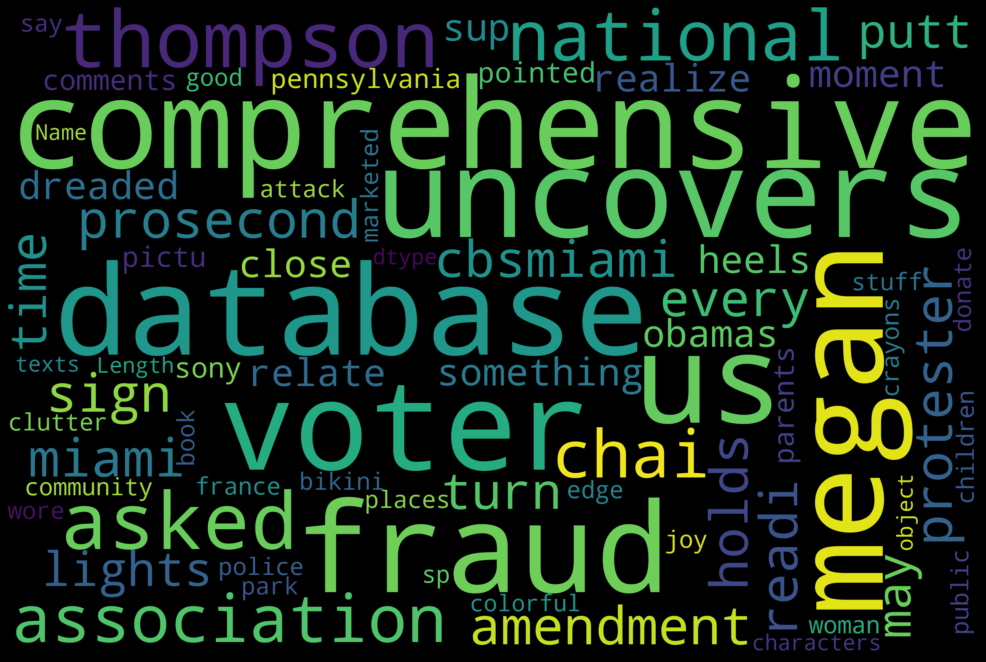 say thompson sup national putt
comments good pennsylvania pointed realize moment
comprehensive
Name
uncovers
dreaded attack marketed
prosecond
time pictu close dtype cbsmiami heels
database every stuff donate
obamas
texts Length sony relate something us crayons
sign
clutter book voter chai megan protester
miami parents children
community france bikini places turn edge holds
wore asked fraud joy readi object
lights police sp
park
association colorful amendment may public
woman
characters